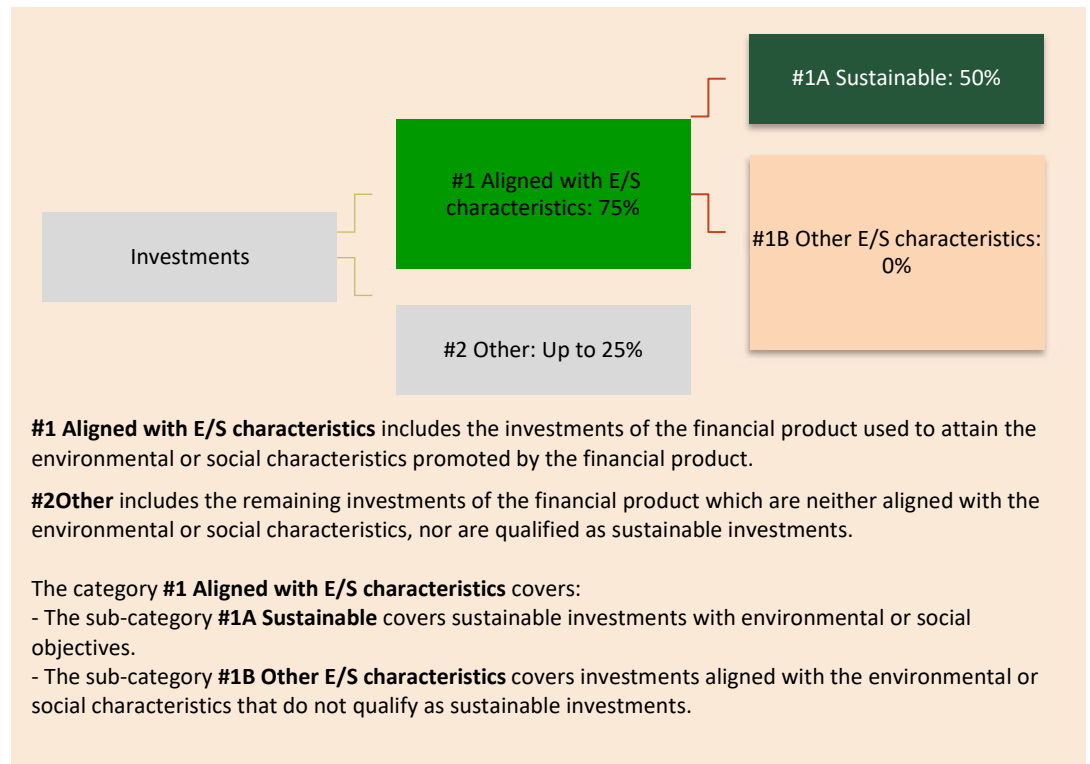 #1A Sustainable: 50%
#1 Aligned with E/S
characteristics: 75%
#1B Other E/S characteristics:
0%
Investments
#2 Other: Up to 25%
#1 Aligned with E/S characteristics includes the investments of the financial product used to attain the
environmental or social characteristics promoted by the financial product.
#2Other includes the remaining investments of the financial product which are neither aligned with the
environmental or social characteristics, nor are qualified as sustainable investments.
The category #1 Aligned with E/S characteristics covers:
- The sub-category #1A Sustainable covers sustainable investments with environmental or social
objectives.
- The sub-category #1B Other E/S characteristics covers investments aligned with the environmental or
social characteristics that do not qualify as sustainable investments.